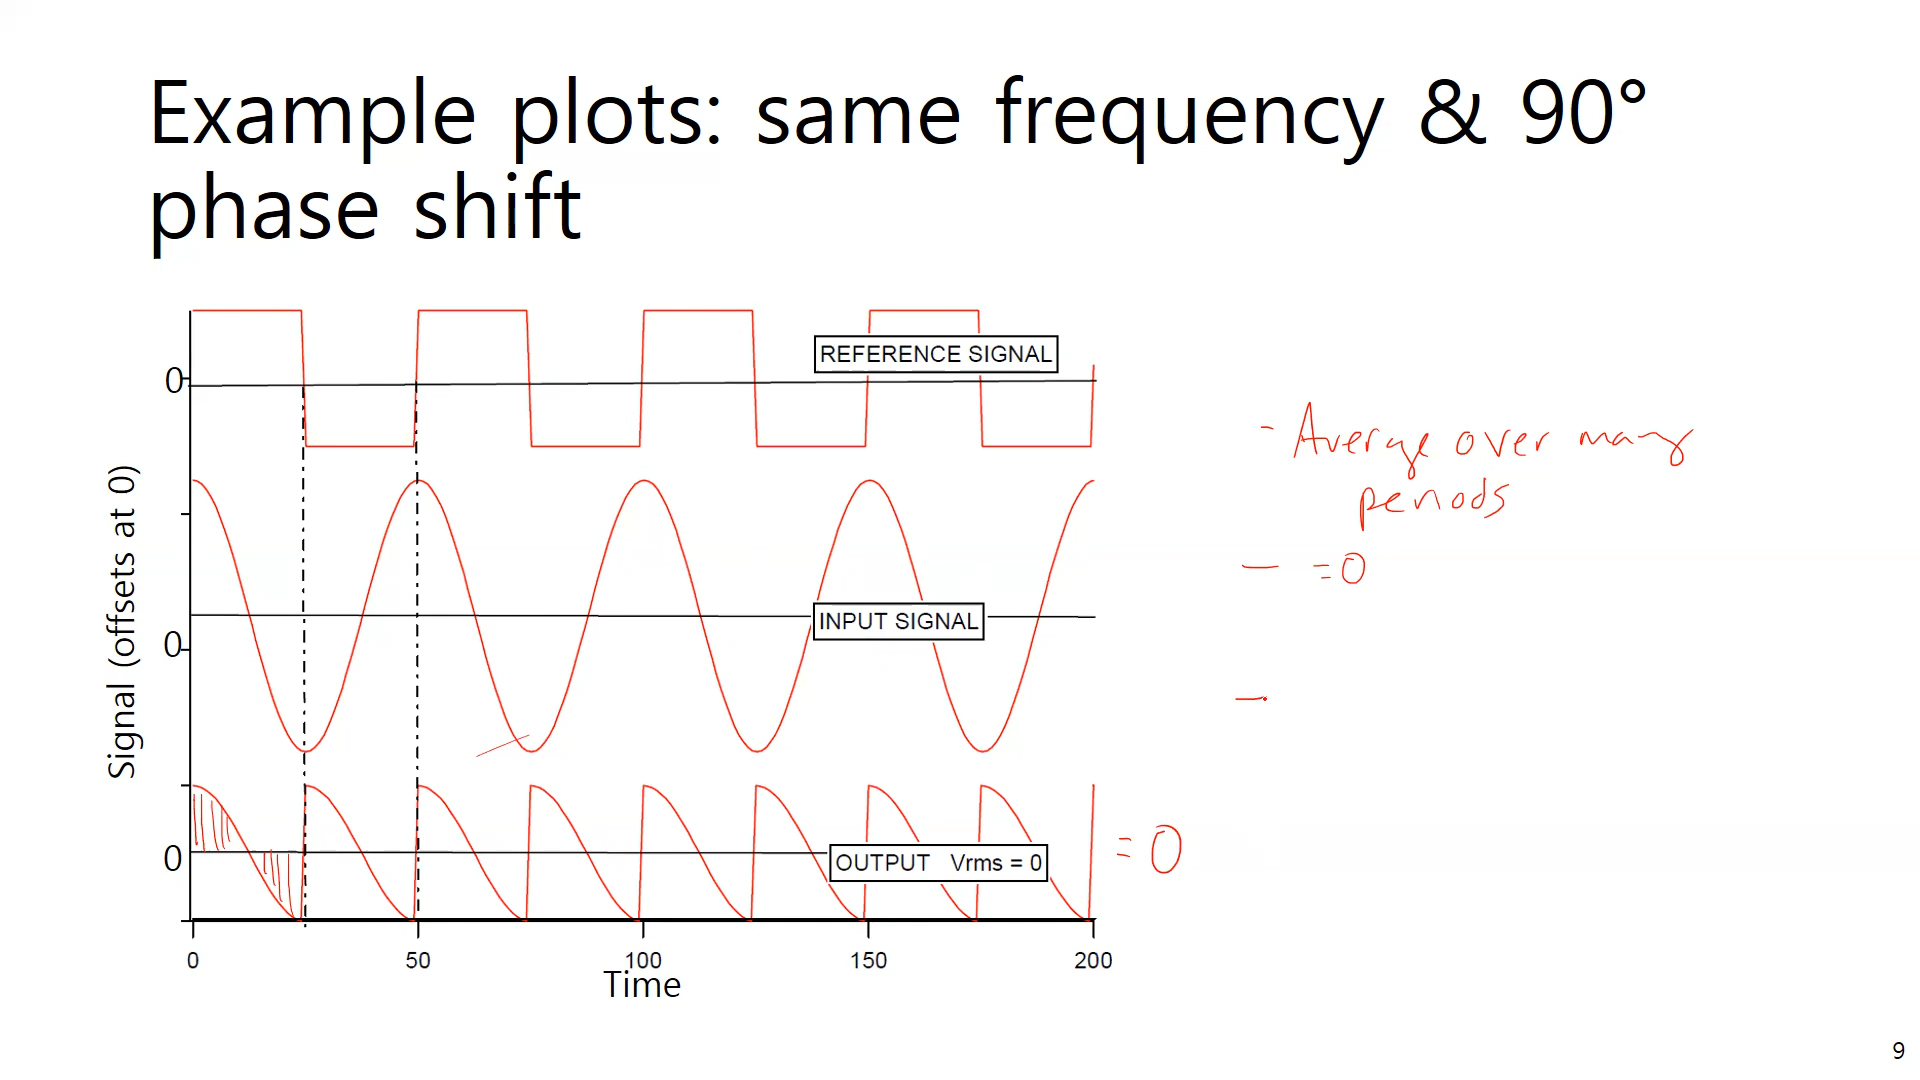 Example plots: same frequency & 90°
phase shift
REFERENCE SIGNAL
0
- Average over many
periods
- =0
Signal (offsets at 0)
INPUT SIGNAL
0
-
OUTPUT Vrms = 0
= 0
0
0 50 100 150 200
Time
9